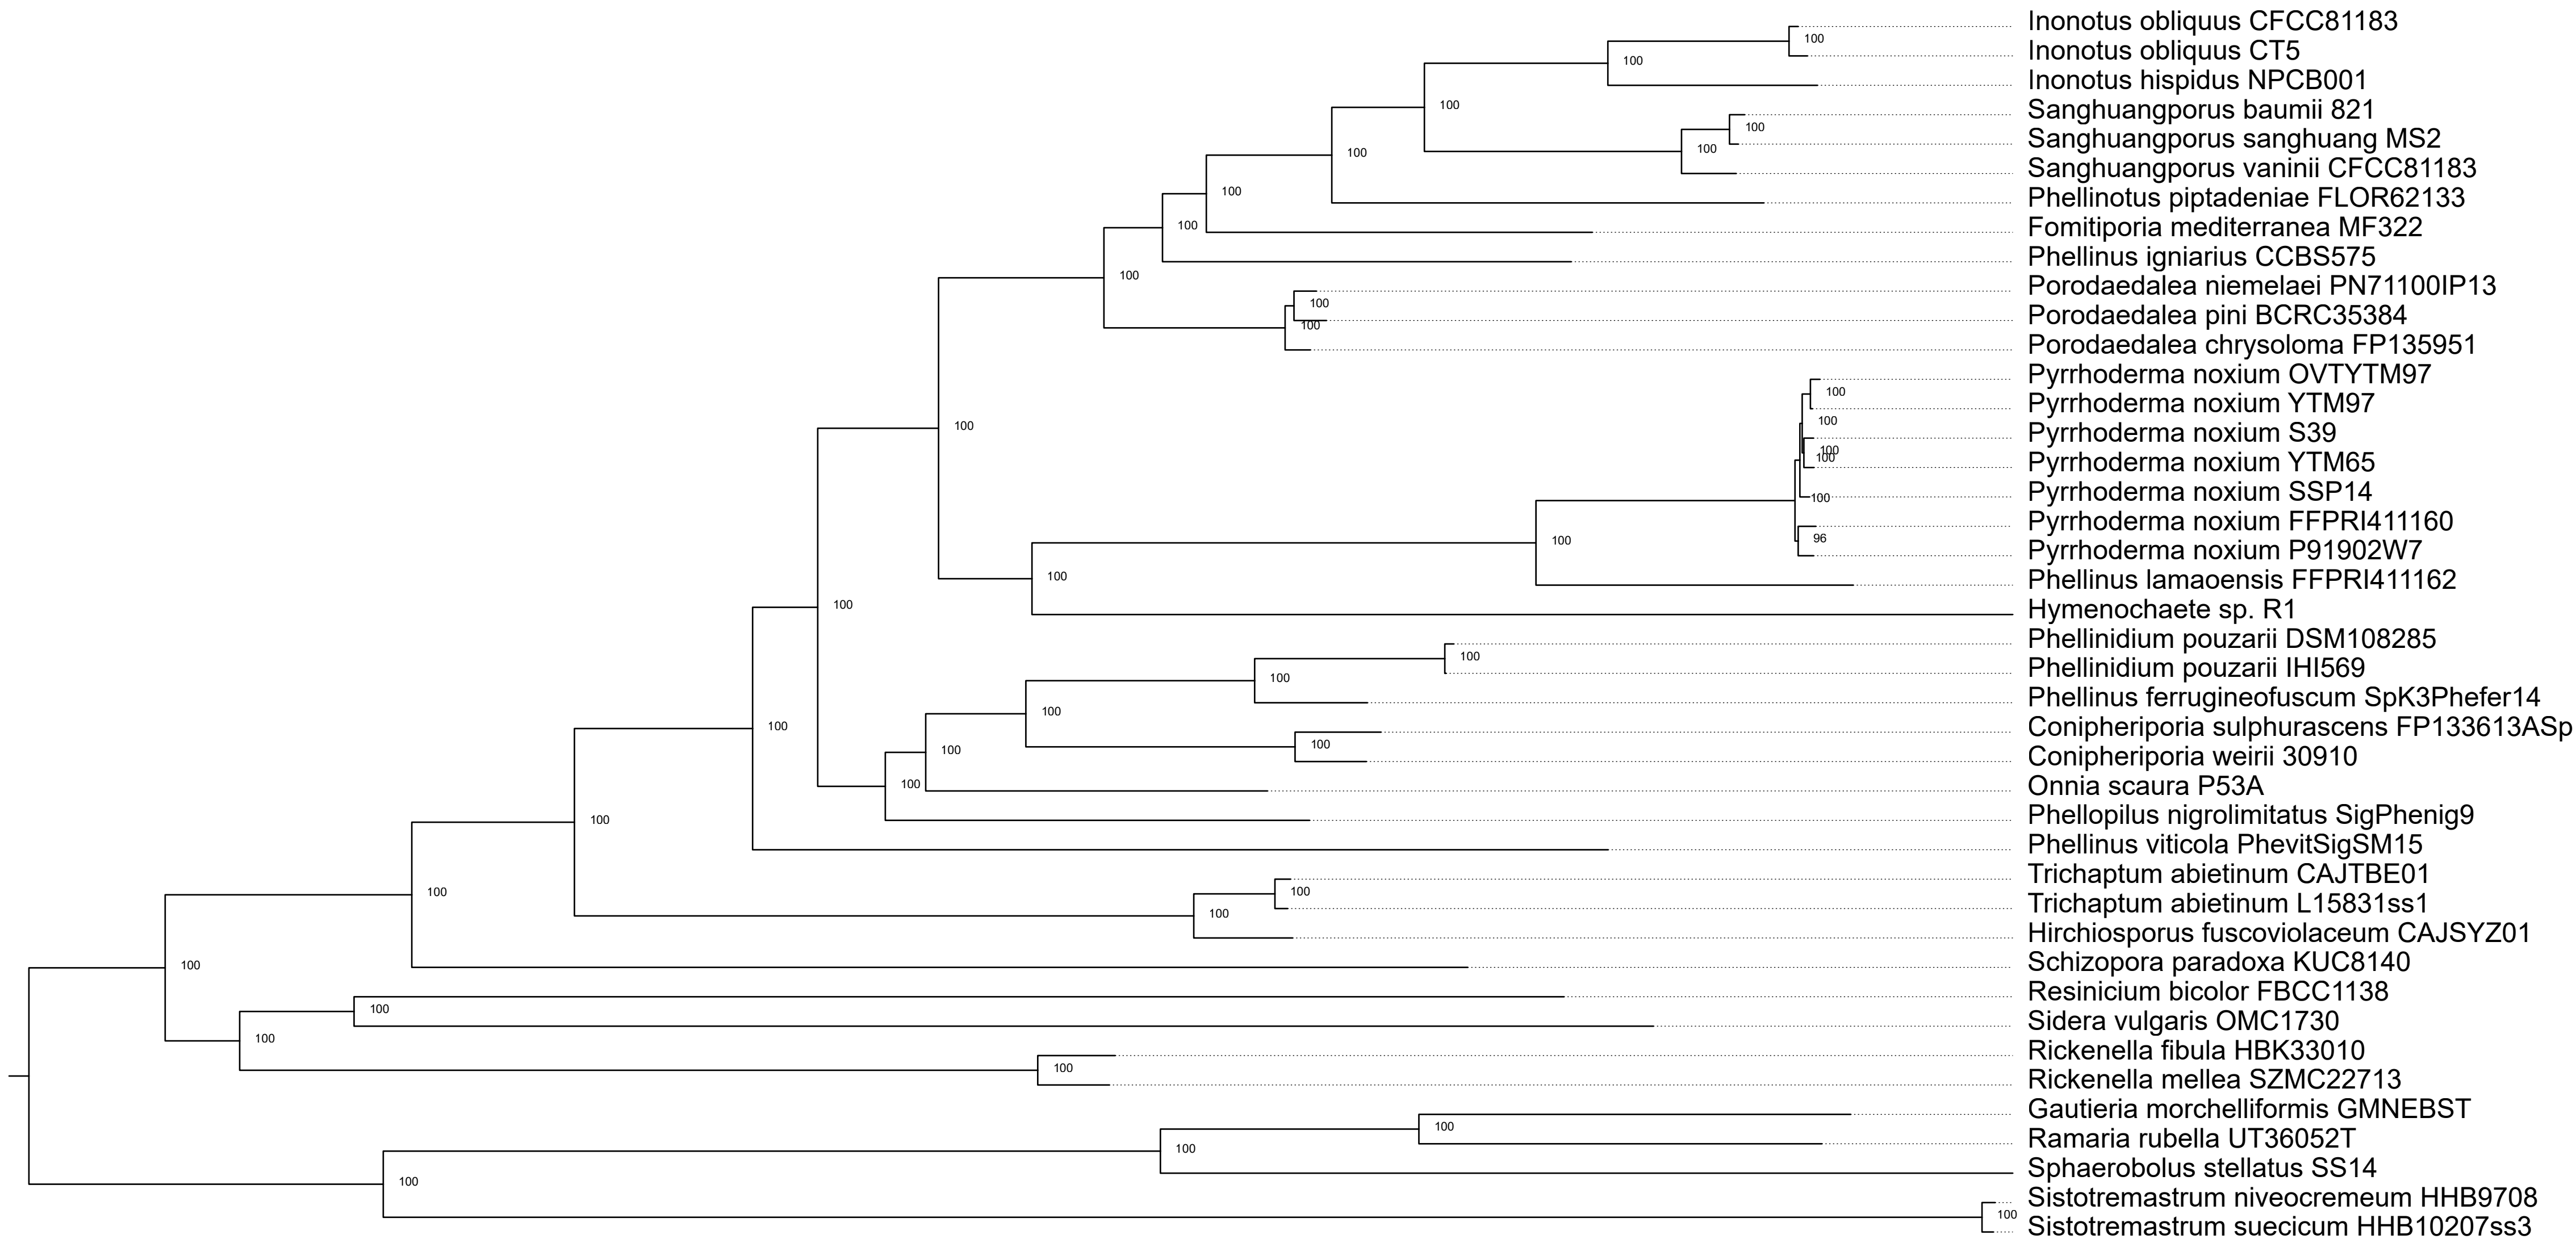 Inonotus obliquus CFCC81183
100
Inonotus obliquus CT5
100
Inonotus hispidus NPCB001
100
Sanghuangporus baumii 821
100
Sanghuangporus sanghuang MS2
100
100
Sanghuangporus vaninii CFCC81183
100
Phellinotus piptadeniae FLOR62133
100
Fomitiporia mediterranea MF322
Phellinus igniarius CCBS575
100
Porodaedalea niemelaei PN71100IP13
100
Porodaedalea pini BCRC35384
100
Porodaedalea chrysoloma FP135951
Pyrrhoderma noxium OVTYTM97
100
Pyrrhoderma noxium YTM97
100
100
Pyrrhoderma noxium S39
100
100
Pyrrhoderma noxium YTM65
Pyrrhoderma noxium SSP14
100
Pyrrhoderma noxium FFPRI411160
96
100
Pyrrhoderma noxium P91902W7
100
Phellinus lamaoensis FFPRI411162
100
Hymenochaete sp. R1
Phellinidium pouzarii DSM108285
100
Phellinidium pouzarii IHI569
100
Phellinus ferrugineofuscum SpK3Phefer14
100
Conipheriporia sulphurascens FP133613ASp
100
100
100
Conipheriporia weirii 30910
100
Onnia scaura P53A
Phellopilus nigrolimitatus SigPhenig9
100
Phellinus viticola PhevitSigSM15
Trichaptum abietinum CAJTBE01
100
100
Trichaptum abietinum L15831ss1
100
Hirchiosporus fuscoviolaceum CAJSYZ01
100
Schizopora paradoxa KUC8140
Resinicium bicolor FBCC1138
100
Sidera vulgaris OMC1730
100
Rickenella fibula HBK33010
100
Rickenella mellea SZMC22713
Gautieria morchelliformis GMNEBST
100
Ramaria rubella UT36052T
100
Sphaerobolus stellatus SS14
100
Sistotremastrum niveocremeum HHB9708
100
Sistotremastrum suecicum HHB10207ss3